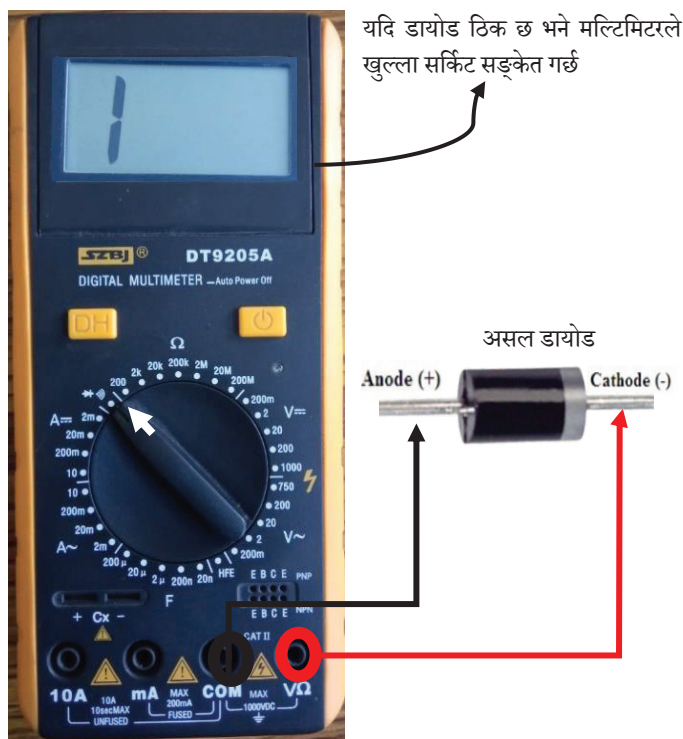 यदि डायोड ठिक छ भने मल्टिमिटरले
खुल्ला सर्किट सङ्केत गर्छ
1
SZBJ ® DT9205A
DIGITAL MULTIMETER – Auto Power Off
DH
Ω
2k 20k 200k 2M 20M
200 200M
A⎓ 2m 200m V⎓
20m 2
200m 20
10 200
10 1000
200m 750
20m 200
A~ 2m 20
200µ 2 V~
20µ 2µ 200n 20n HFE 200m
F
E B C E PNP
E B C E NPN
+ Cx −
CAT II
10A 10A 10secMAX mA MAX 200mA COM MAX 1000VDC VΩ
UNFUSED FUSED
असल डायोड
Anode (+) Cathode (-)